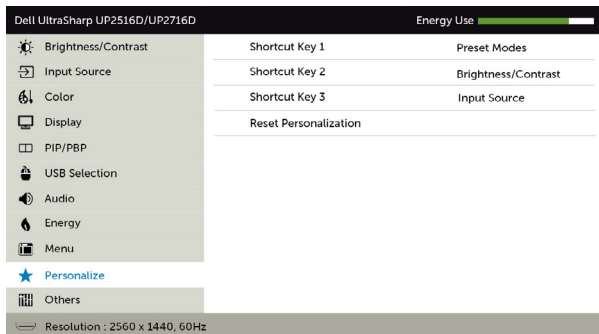 Dell UltraSharp UP2516D/UP2716D Energy Use
Brightness/Contrast Shortcut Key 1 Preset Modes
Input Source Shortcut Key 2 Brightness/Contrast
Color Shortcut Key 3 Input Source
Display Reset Personalization
PIP/PBP
USB Selection
Audio
Energy
Menu
Personalize
Others
Resolution : 2560 x 1440, 60Hz